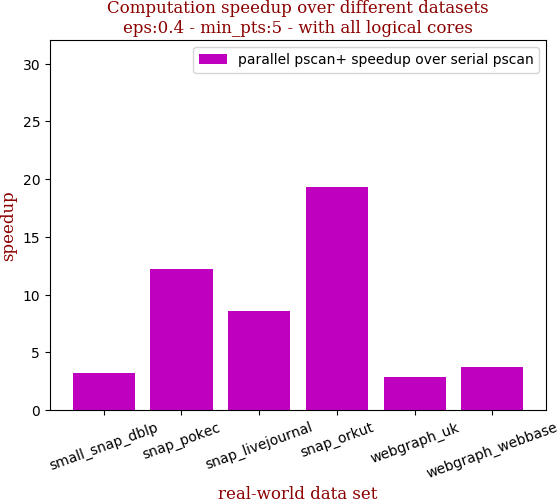 Computation speedup over different datasets
eps:0.4 - min_pts:5 - with all logical cores
parallel pscan+ speedup over serial pscan
30
25
20
15
10
5
0
speedup
small_snap_dblp
snap_pokec
snap_livejournal
snap_orkut
webgraph_uk
webgraph_webbase
real-world data set